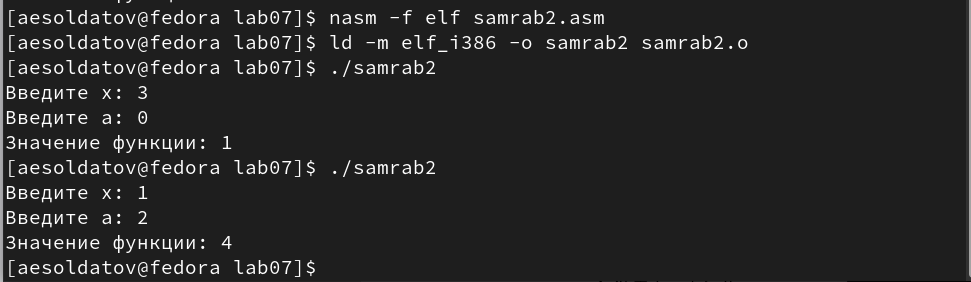 [aesoldatov@fedora lab07]$ nasm -f elf samrab2.asm
[aesoldatov@fedora lab07]$ ld -m elf_i386 -o samrab2 samrab2.o
[aesoldatov@fedora lab07]$ ./samrab2
Введите x: 3
Введите a: 0
Значение функции: 1
[aesoldatov@fedora lab07]$ ./samrab2
Введите x: 1
Введите a: 2
Значение функции: 4
[aesoldatov@fedora lab07]$